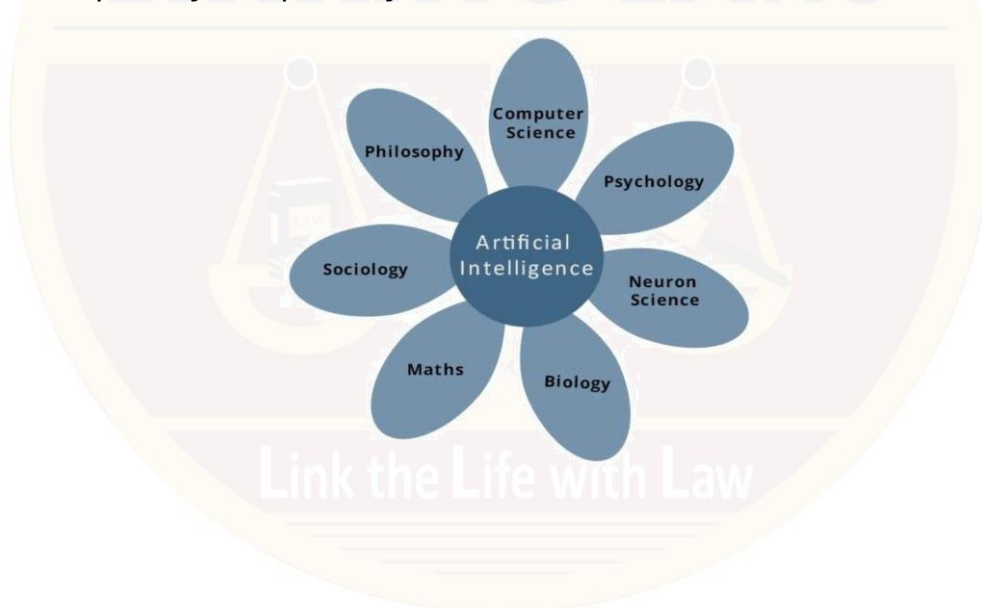 Computer
Science
Philosophy
Psychology
Artificial
Intelligence
Sociology
Neuron
Science
Maths
Biology
Link the Life with Law